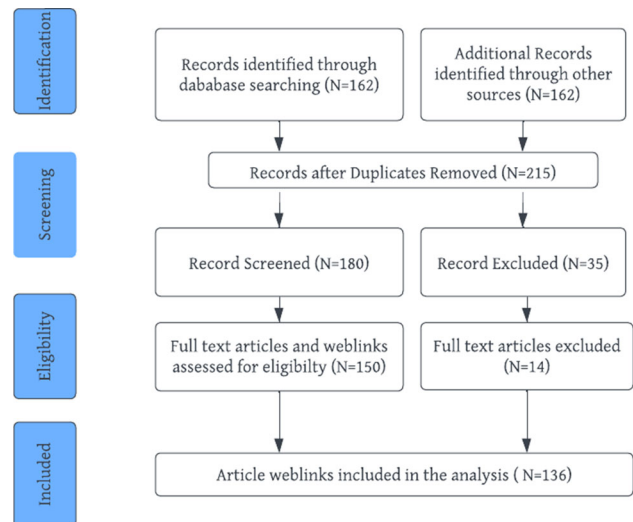 Identification
Records identified through
dababase searching (N=162)
Additional Records
identified through other
sources (N=162)
Records after Duplicates Removed (N=215)
Screening
Record Screened (N=180)
Record Excluded (N=35)
Eligibility
Full text articles and weblinks
assessed for eligibilty (N=150)
Full text articles excluded
(N=14)
Included
Article weblinks included in the analysis ( N=136)